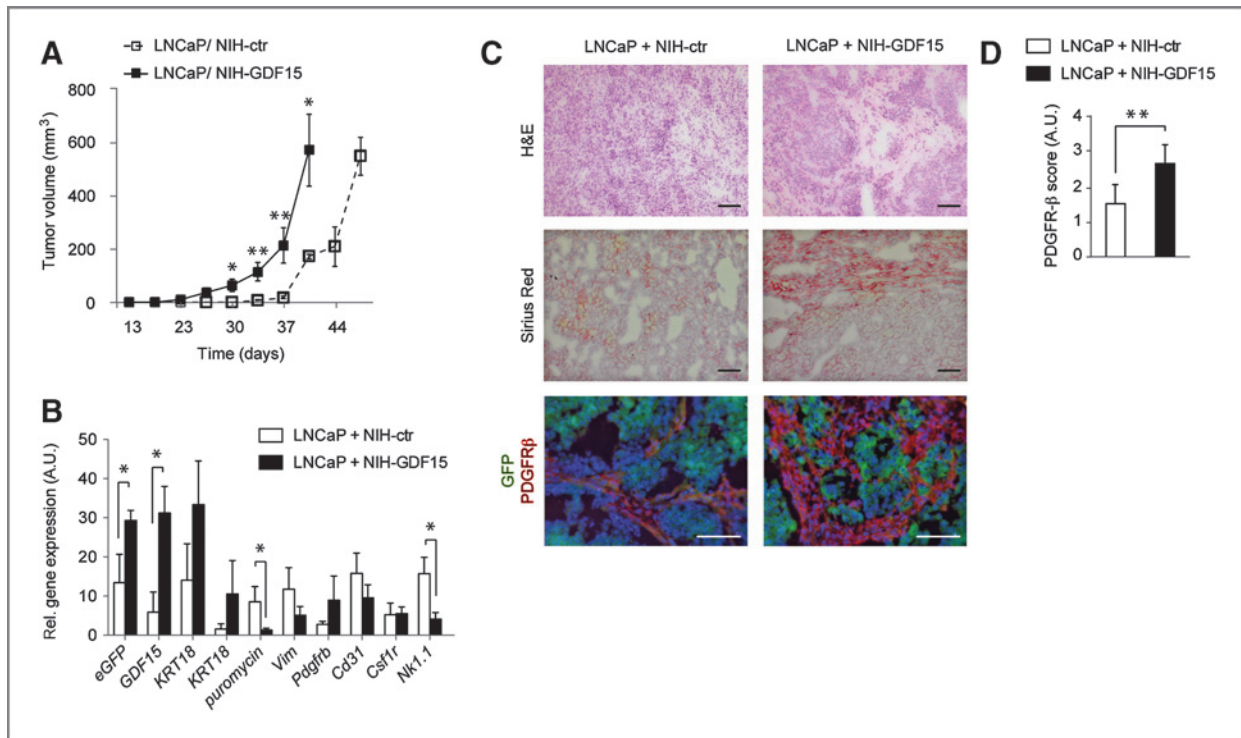 A
LNCaP/ NIH-ctr
LNCaP/ NIH-GDF15
Tumor volume (mm³)
800
600
400
200
0
*
**
**
*
13
23
30
37
44
Time (days)
B
LNCaP + NIH-ctr
LNCaP + NIH-GDF15
Rel. gene expression (A.U.)
50
40
30
20
10
0
*
*
*
*
eGFP
GDF15
KRT18
KRT18
puromycin
Vim
Pdgfrb
Cd31
Csf1r
Nk1.1
C
LNCaP + NIH-ctr
LNCaP + NIH-GDF15
H&E
Sirius Red
GFP
PDGFRβ
D
LNCaP + NIH-ctr
LNCaP + NIH-GDF15
PDGFR-β score (A.U.)
4
3
2
1
0
**